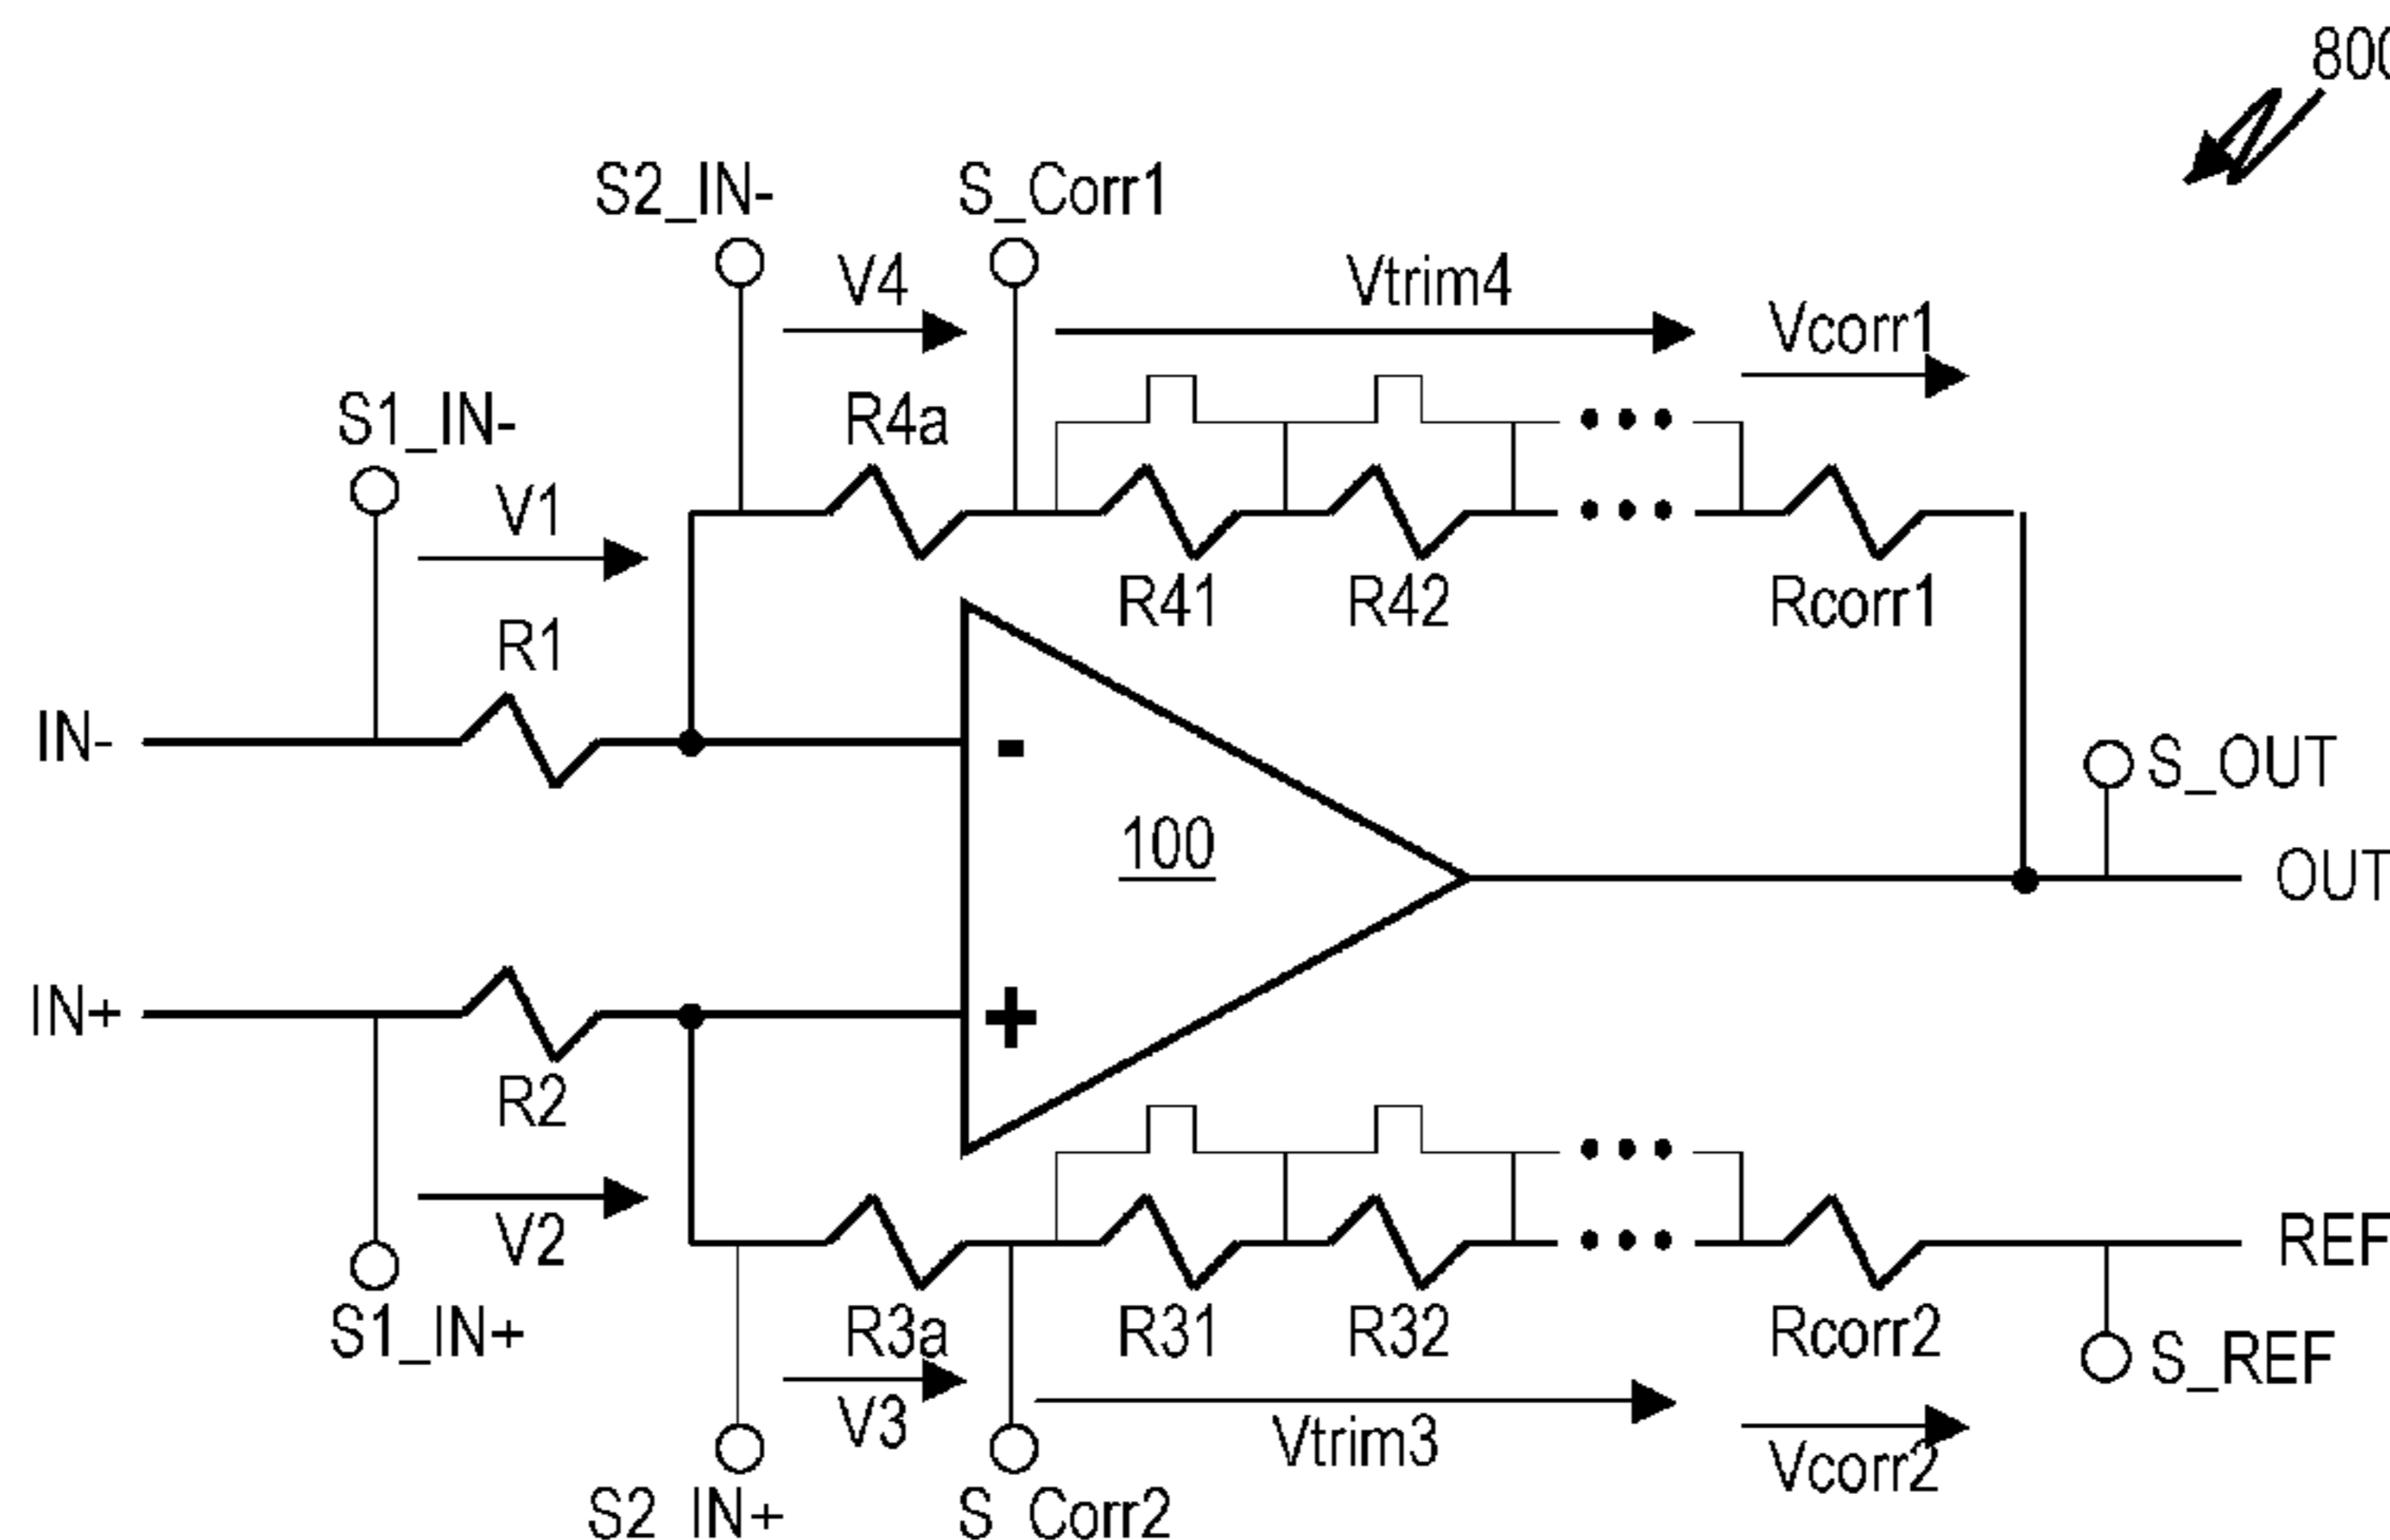 800
S2_IN-
S_Corr1
V4
Vtrim4
Vcorr1
S1_IN-
R4a
V1
R41
R42
Rcorr1
R1
IN-
-
S_OUT
100
OUT
IN+
+
R2
V2
R3a
R31
R32
Rcorr2
REF
S1_IN+
S_REF
V3
Vtrim3
Vcorr2
S2_IN+
S_Corr2